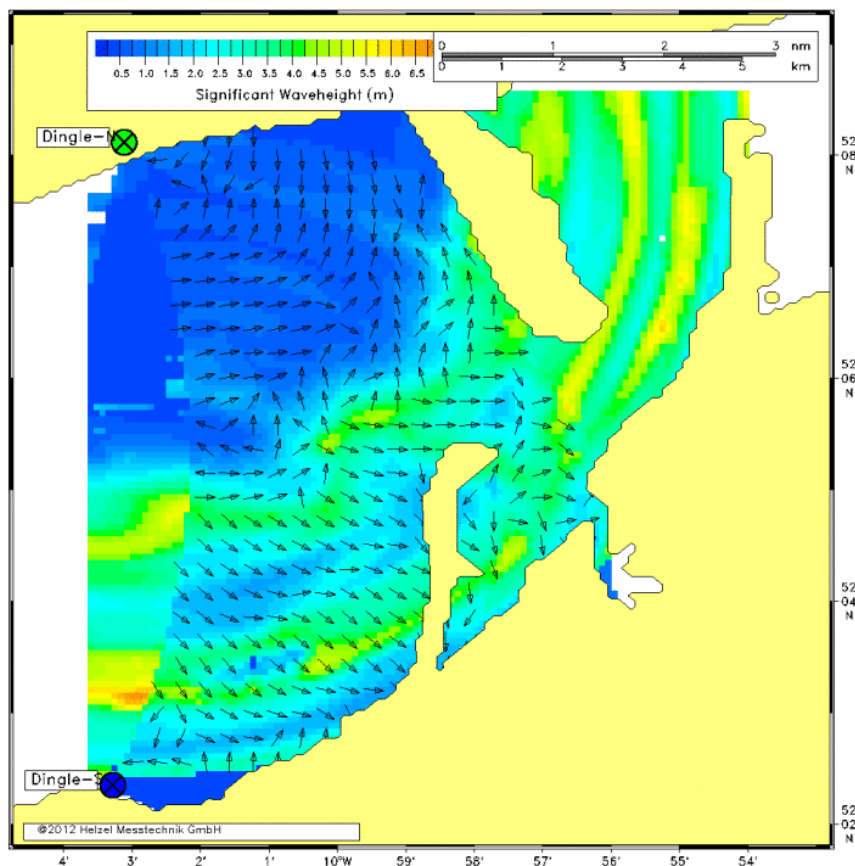 0 1 2 3 nm
0.5 1.0 1.5 2.0 2.5 3.0 3.5 4.0 4.5 5.0 5.5 6.0 6.5
0 1 2 3 4 5 km
Significant Waveheight (m)
Dingle-
52
08
N
52
06
N
52
04
N
Dingle-S
52
02
N
©2012 Helzel Messtechnik GmbH
4' 3' 2' 1' 10°W 59' 58' 57' 56' 55' 54' 53'